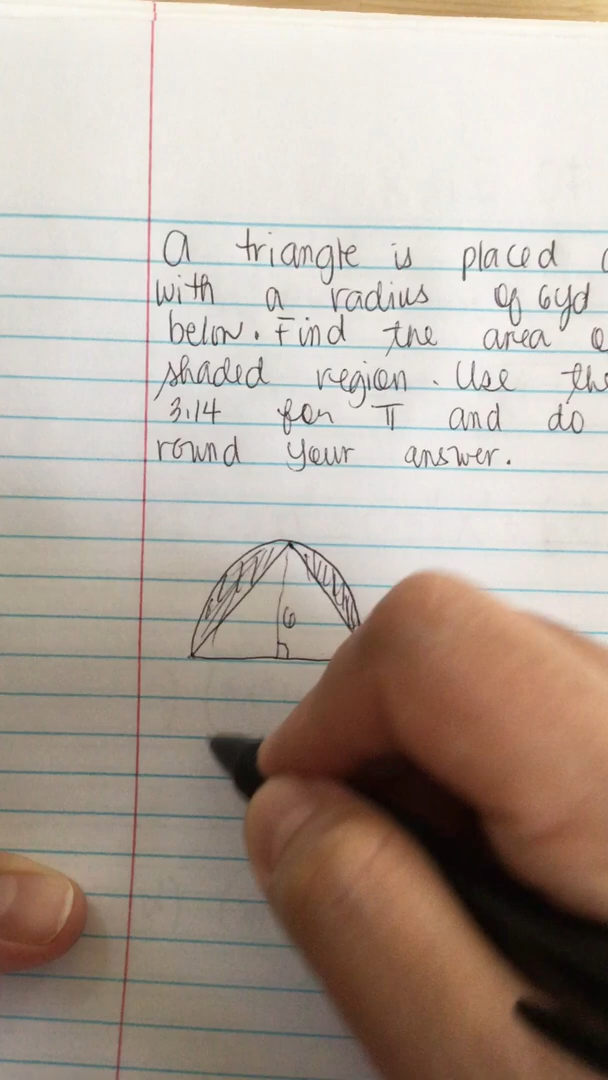 A triangle is placed
with a radius of 6yd
below. Find the area
shaded region. Use the
3.14 for π and do
round your answer.
6